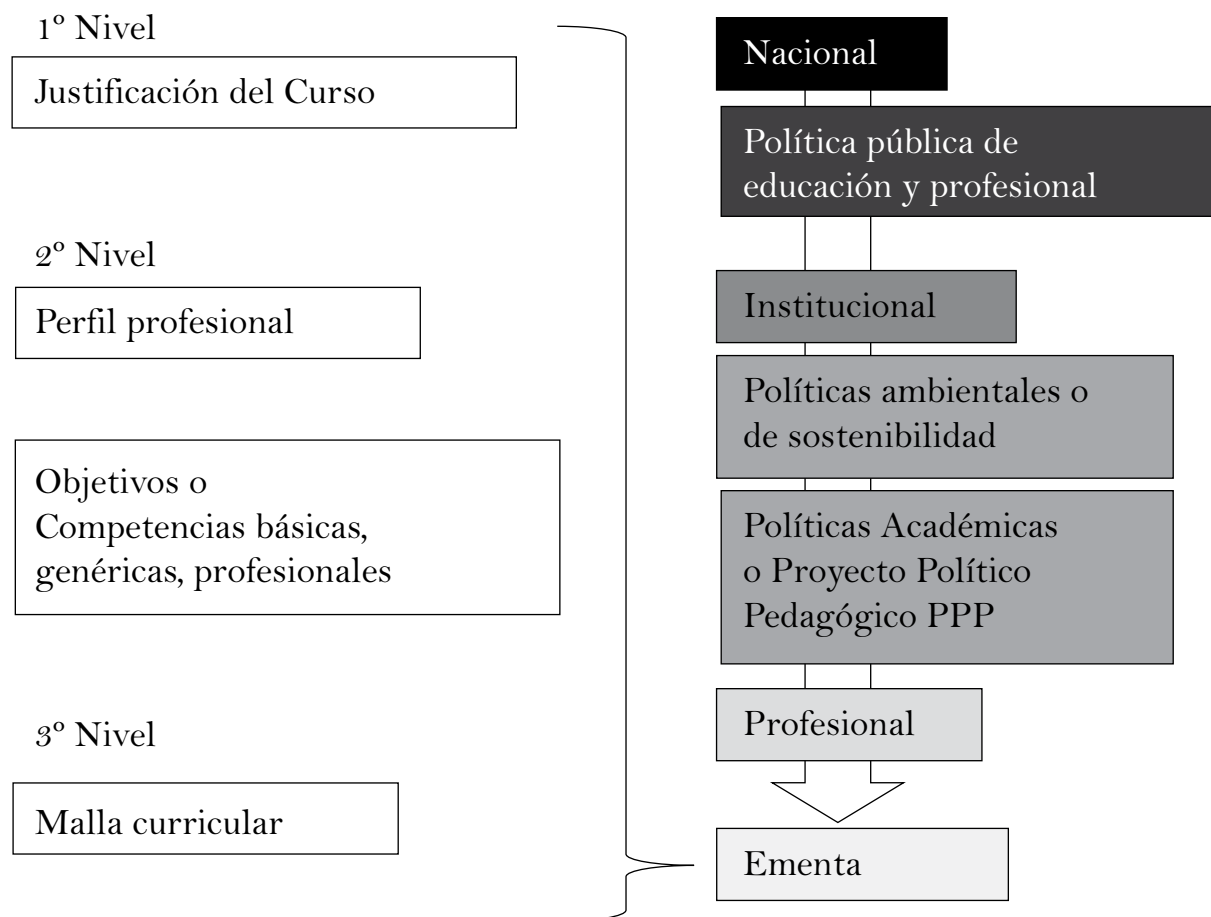 1º Nivel
Justificación del Curso
2º Nivel
Perfil profesional
Objetivos o
Competencias básicas,
genéricas, profesionales
3º Nivel
Malla curricular
Nacional
Política pública de
educación y profesional
Institucional
Políticas ambientales o
de sostenibilidad
Políticas Académicas
o Proyecto Político
Pedagógico PPP
Profesional
Ementa